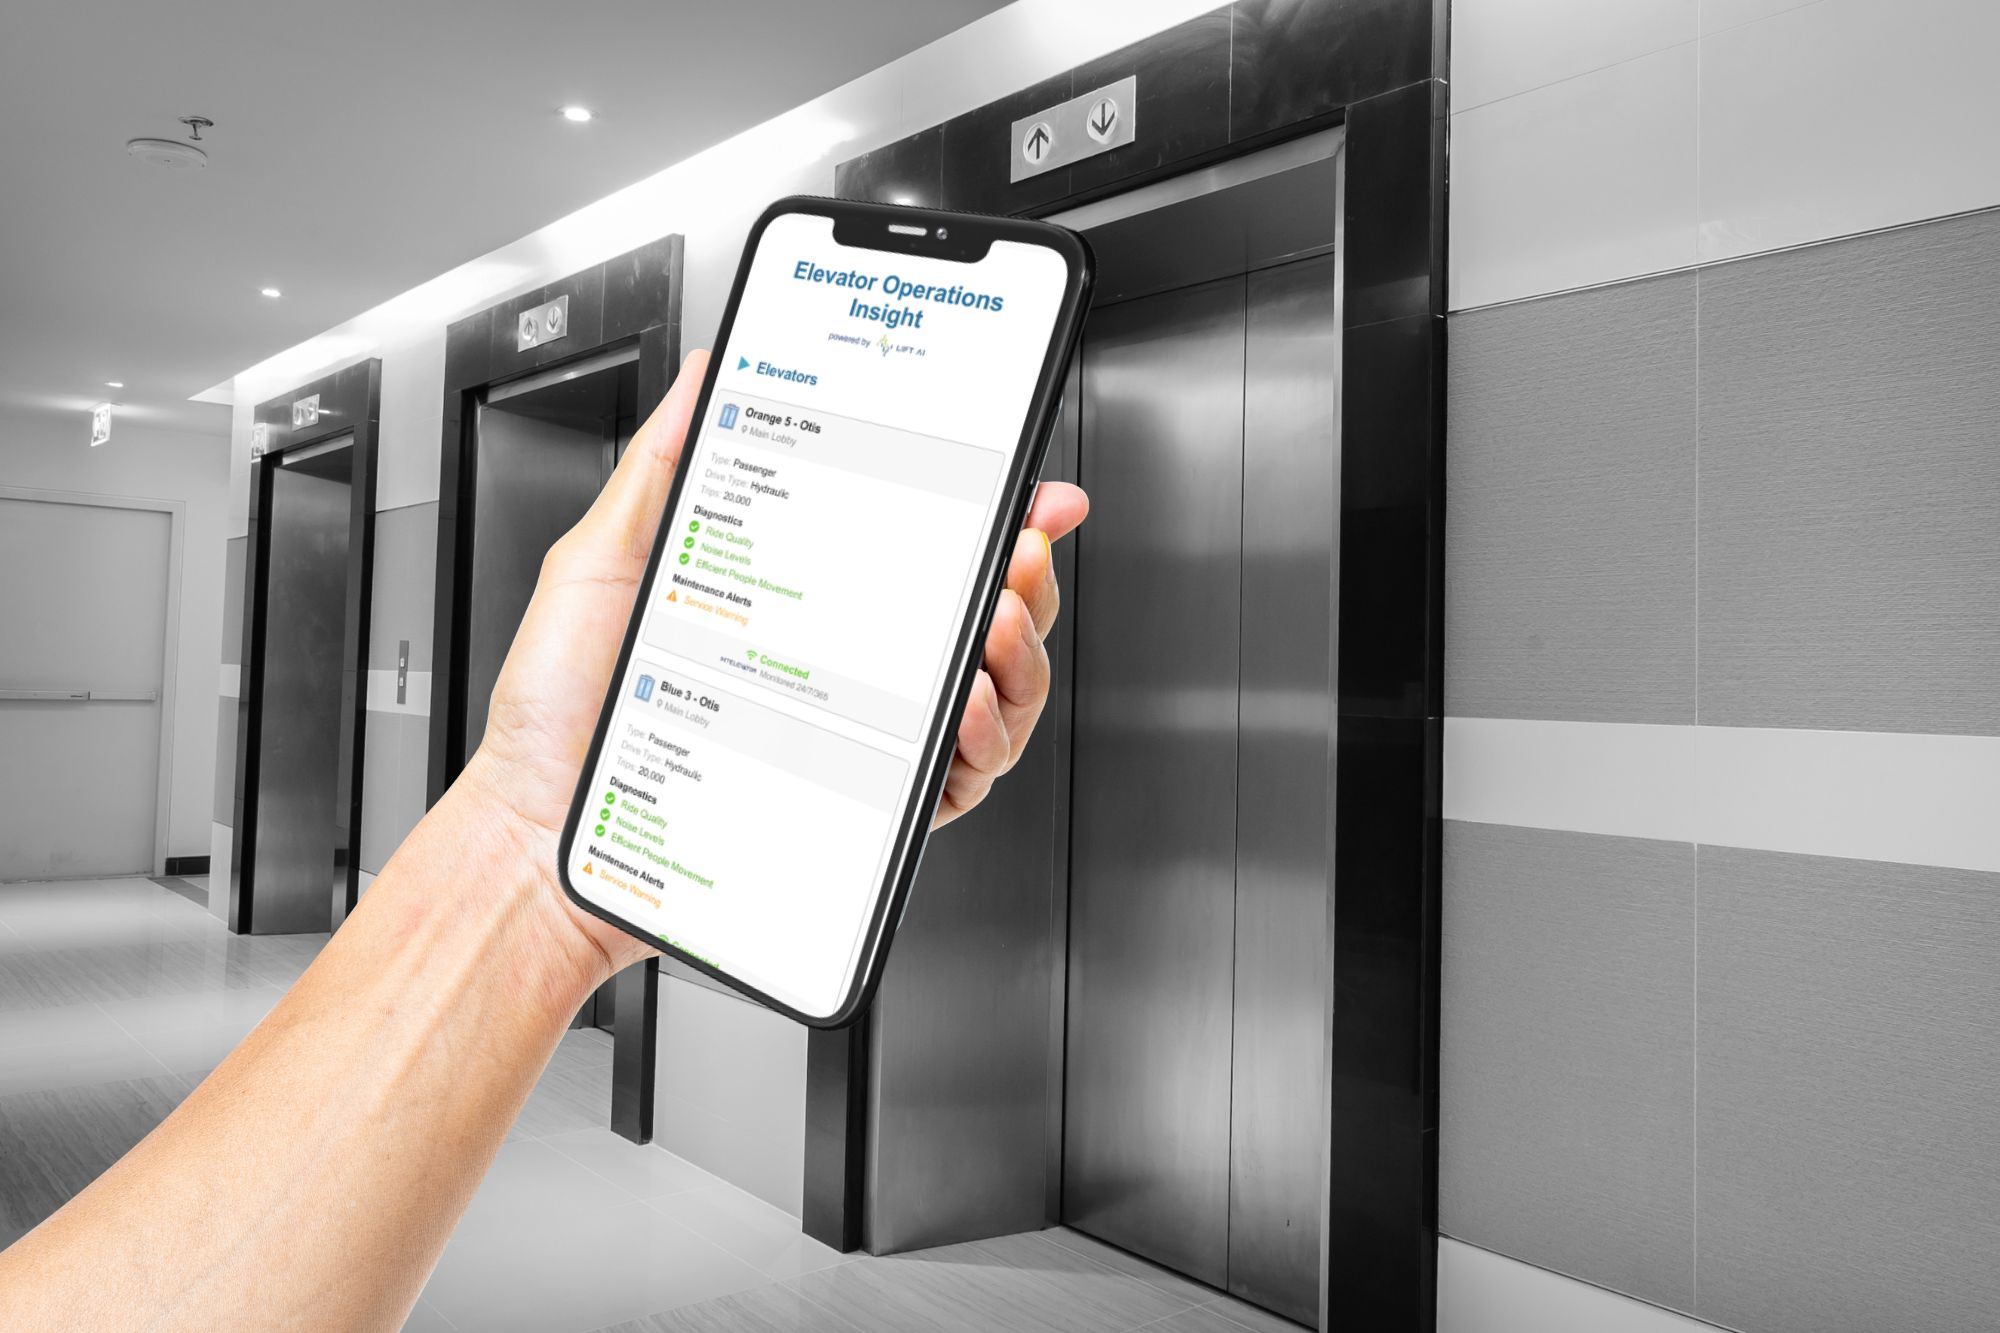 Elevator Operations
Insight
powered by LIFT AI
Elevators
Orange 5 - Otis
Main Lobby
Type: Passenger
Drive Type: Hydraulic
Trips: 20,000
Diagnostics
Ride Quality
Noise Levels
Efficient People Movement
Maintenance Alerts
Service Warning
Connected
INTELEVATOR Monitored 24/7/365
Blue 3 - Otis
Main Lobby
Type: Passenger
Drive Type: Hydraulic
Trips: 20,000
Diagnostics
Ride Quality
Noise Levels
Efficient People Movement
Maintenance Alerts
Service Warning
Connected